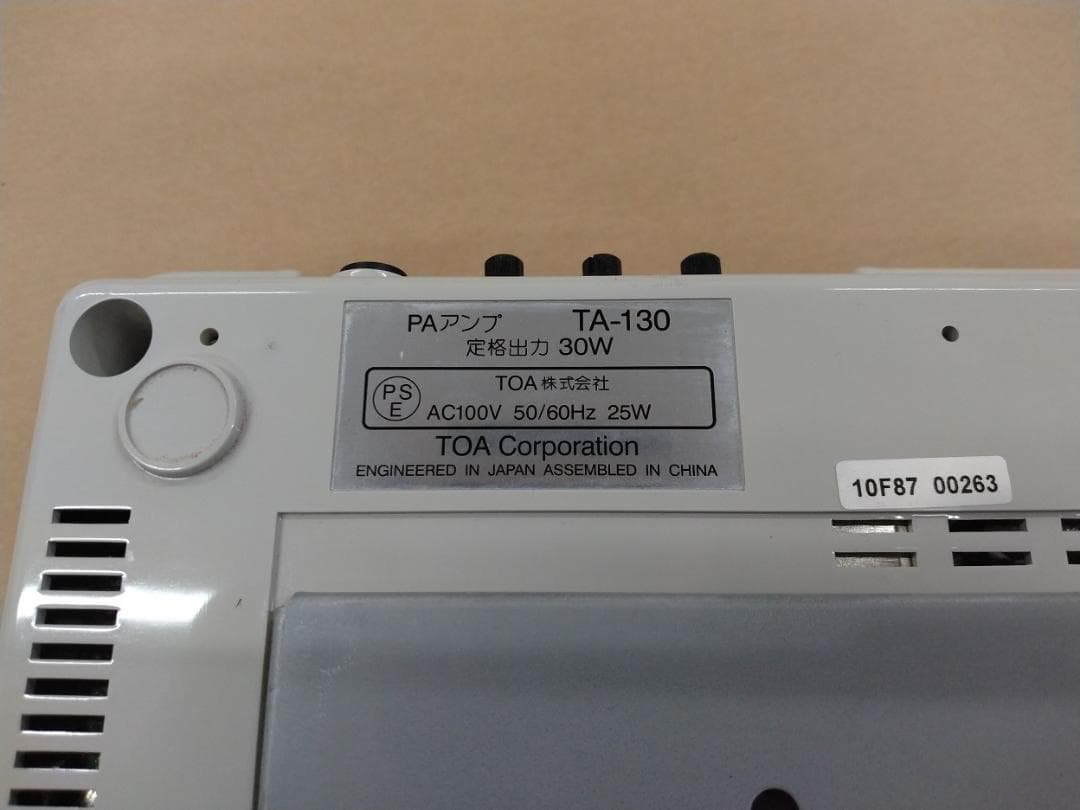 PAアンプ TA-130
定格出力 30W
PSE
TOA 株式会社
AC100V 50/60Hz 25W
TOA Corporation
ENGINEERED IN JAPAN ASSEMBLED IN CHINA
10F87 00263